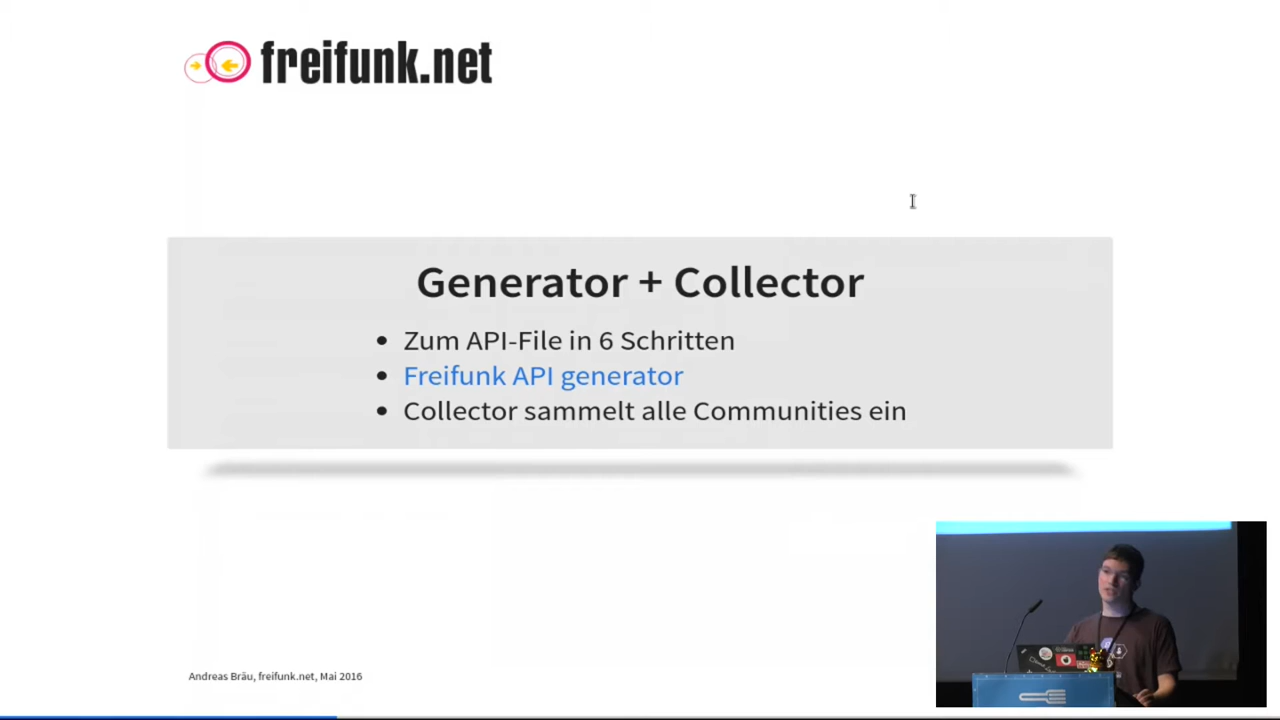 freifunk.net
Generator + Collector
Zum API-File in 6 Schritten
Freifunk API generator
Collector sammelt alle Communities ein
Andreas Bräu, freifunk.net, Mai 2016